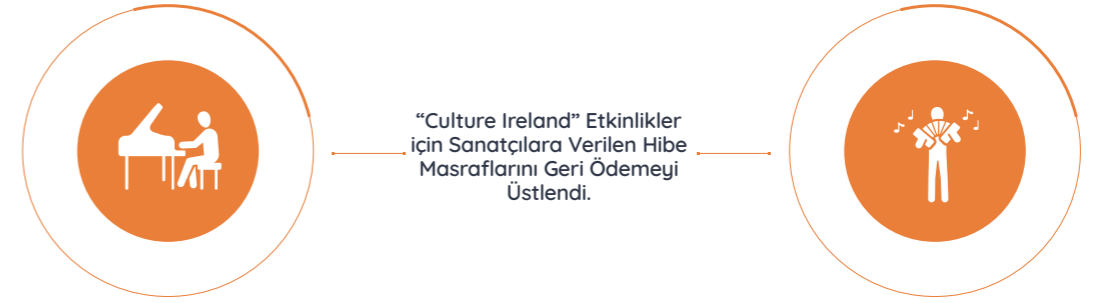 “Culture Ireland” Etkinlikler
için Sanatçılara Verilen Hibe
Masraflarını Geri Ödemeyi
Üstlendi.